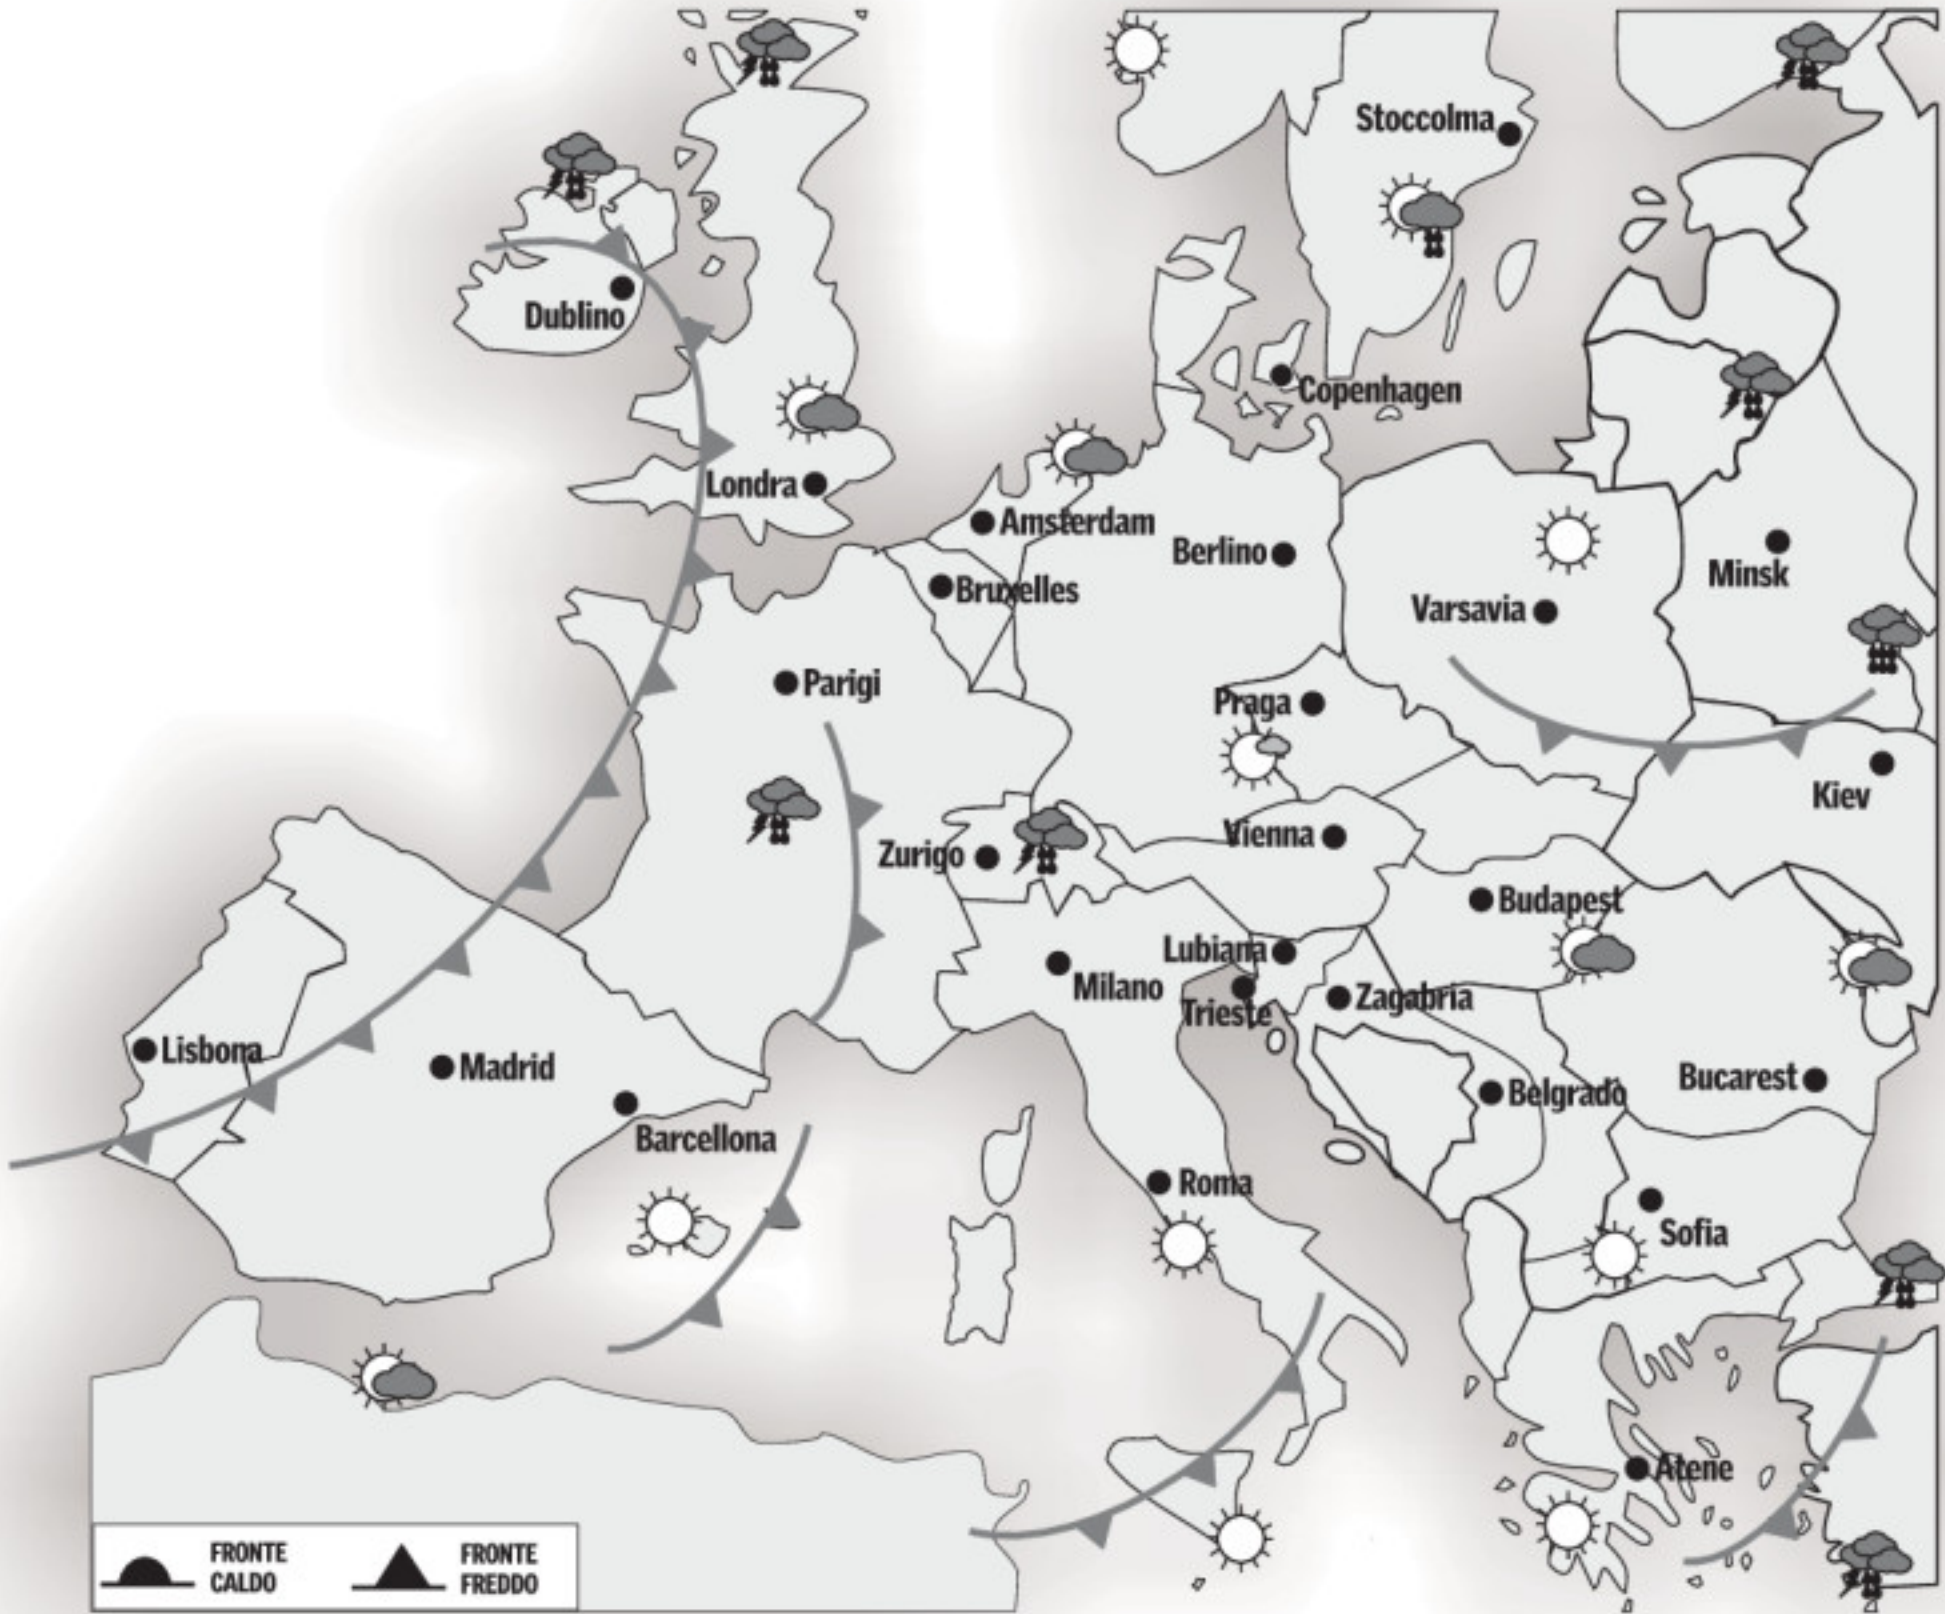 Stoccolma
Dublino
Copenhagen
Londra
Amsterdam
Berlino
Bruxelles
Minsk
Varsavia
Parigi
Praga
Kiev
Vienna
Zurigo
Budapest
Lubiana
Milano
Zagabria
Trieste
Lisbona
Madrid
Bucarest
Belgrado
Barcellona
Roma
Sofia
Atene
FRONTE
CALDO
FRONTE
FREDDO